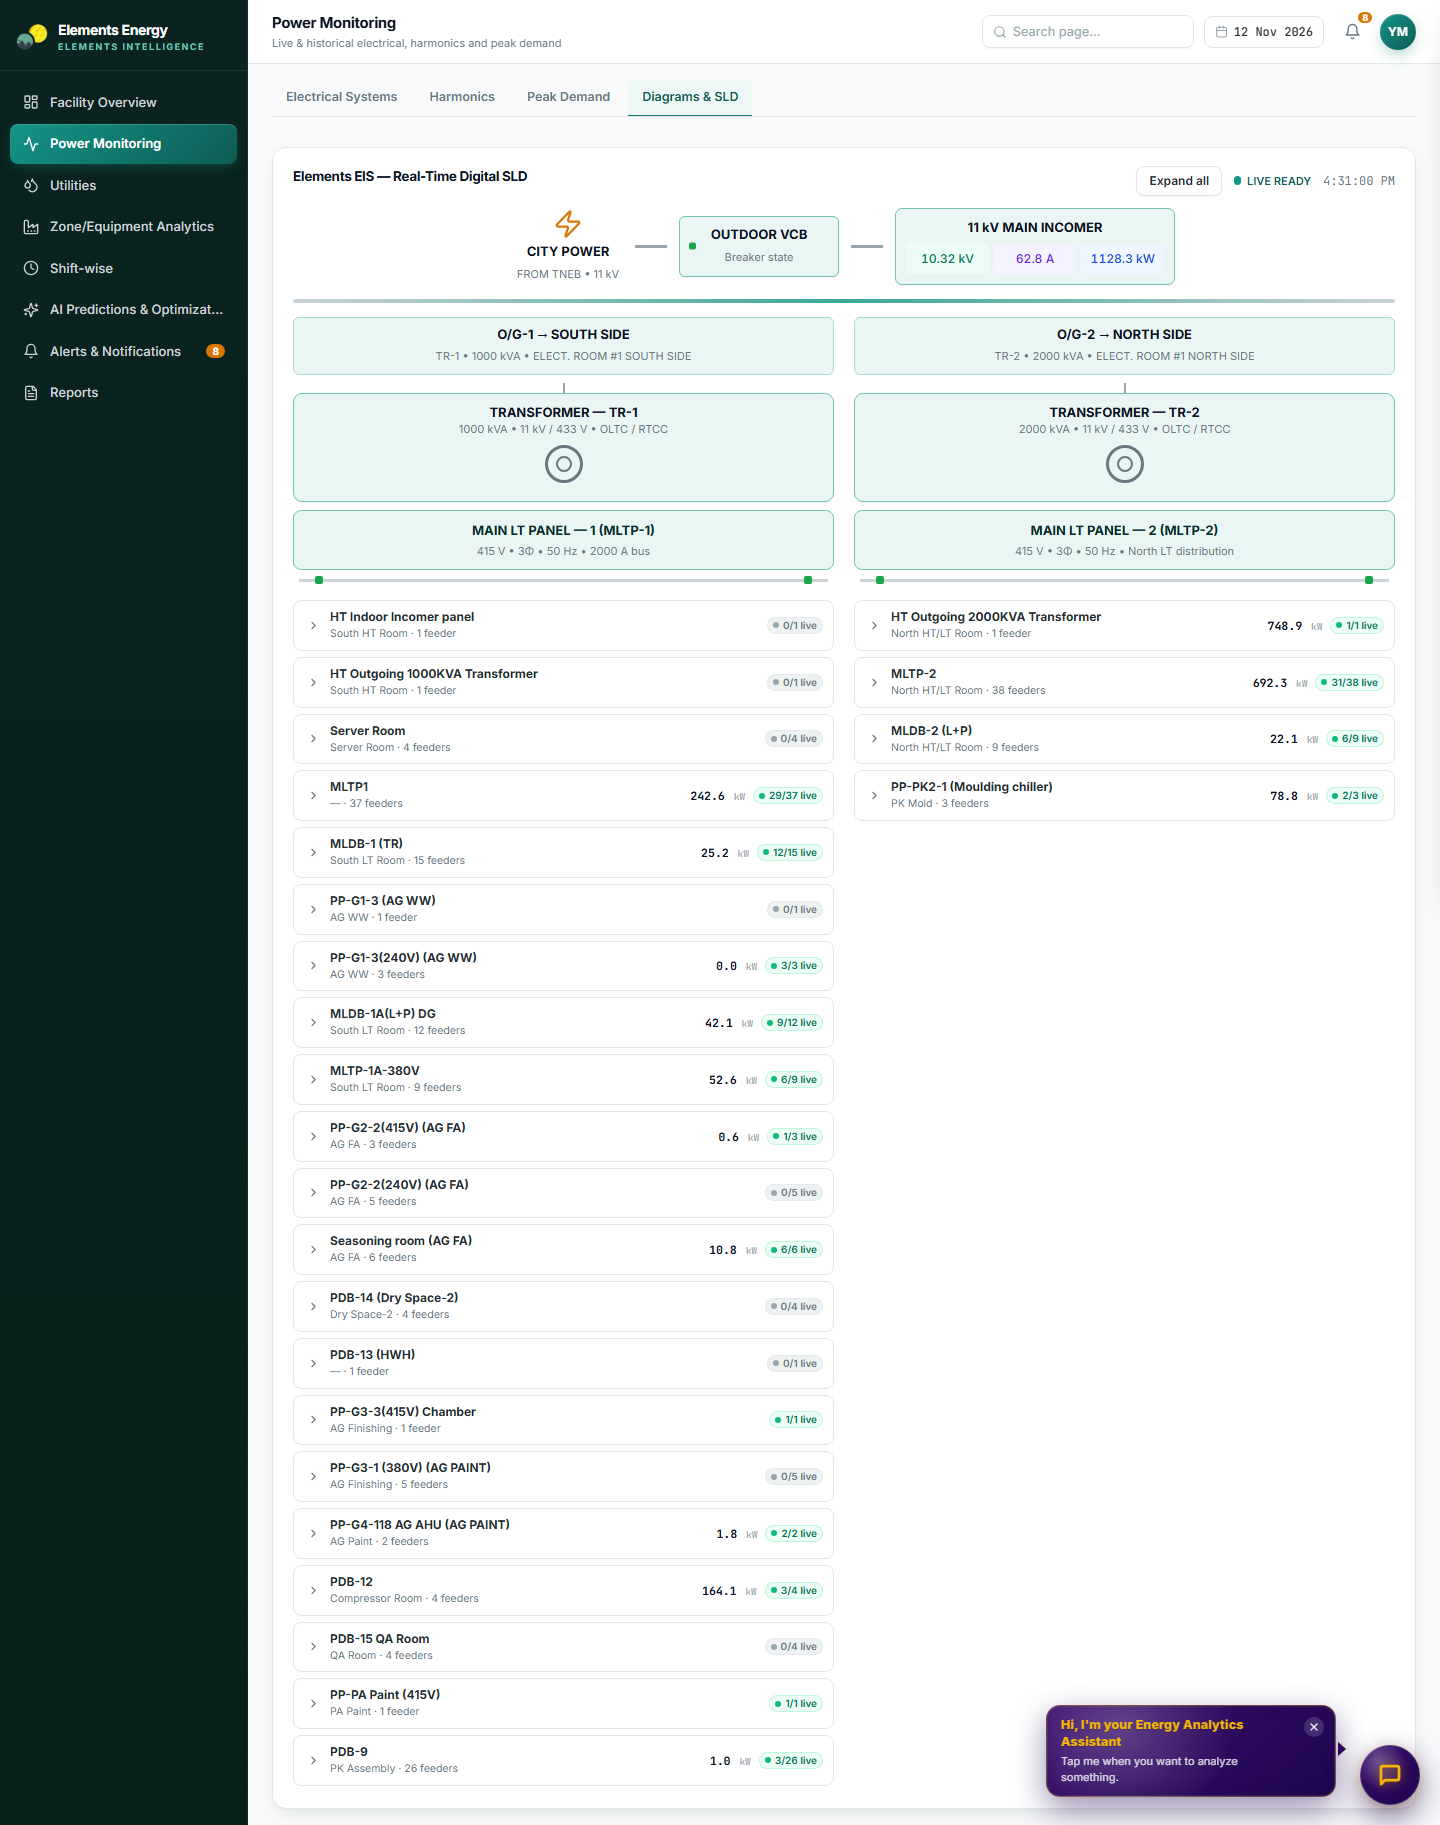 Elements Energy
ELEMENTS INTELLIGENCE
Facility Overview
Power Monitoring
Utilities
Zone/Equipment Analytics
Shift-wise
AI Predictions & Optimizat...
Alerts & Notifications 8
Reports
Power Monitoring
Live & historical electrical, harmonics and peak demand
Search page...
12 Nov 2026
8
YM
Electrical Systems Harmonics Peak Demand Diagrams & SLD
Elements EIS — Real-Time Digital SLD
Expand all LIVE READY 4:31:00 PM
CITY POWER
FROM TNEB • 11 kV
OUTDOOR VCB
Breaker state
11 kV MAIN INCOMER
10.32 kV 62.8 A 1128.3 kW
O/G-1 → SOUTH SIDE
TR-1 • 1000 kVA • ELECT. ROOM #1 SOUTH SIDE
TRANSFORMER — TR-1
1000 kVA • 11 kV / 433 V • OLTC / RTCC
MAIN LT PANEL — 1 (MLTP-1)
415 V • 3Φ • 50 Hz • 2000 A bus
HT Indoor Incomer panel
South HT Room · 1 feeder
0/1 live
HT Outgoing 1000KVA Transformer
South HT Room · 1 feeder
0/1 live
Server Room
Server Room · 4 feeders
0/4 live
MLTP1
— · 37 feeders
242.6 kW 29/37 live
MLDB-1 (TR)
South LT Room · 15 feeders
25.2 kW 12/15 live
PP-G1-3 (AG WW)
AG WW · 1 feeder
0/1 live
PP-G1-3(240V) (AG WW)
AG WW · 3 feeders
0.0 kW 3/3 live
MLDB-1A(L+P) DG
South LT Room · 12 feeders
42.1 kW 9/12 live
MLTP-1A-380V
South LT Room · 9 feeders
52.6 kW 6/9 live
PP-G2-2(415V) (AG FA)
AG FA · 3 feeders
0.6 kW 1/3 live
PP-G2-2(240V) (AG FA)
AG FA · 5 feeders
0/5 live
Seasoning room (AG FA)
AG FA · 6 feeders
10.8 kW 6/6 live
PDB-14 (Dry Space-2)
Dry Space-2 · 4 feeders
0/4 live
PDB-13 (HWH)
— · 1 feeder
0/1 live
PP-G3-3(415V) Chamber
AG Finishing · 1 feeder
1/1 live
PP-G3-1 (380V) (AG PAINT)
AG Finishing · 5 feeders
0/5 live
PP-G4-118 AG AHU (AG PAINT)
AG Paint · 2 feeders
1.8 kW 2/2 live
PDB-12
Compressor Room · 4 feeders
164.1 kW 3/4 live
PDB-15 QA Room
QA Room · 4 feeders
0/4 live
PP-PA Paint (415V)
PA Paint · 1 feeder
1/1 live
PDB-9
PK Assembly · 26 feeders
1.0 kW 3/26 live
O/G-2 → NORTH SIDE
TR-2 • 2000 kVA • ELECT. ROOM #1 NORTH SIDE
TRANSFORMER — TR-2
2000 kVA • 11 kV / 433 V • OLTC / RTCC
MAIN LT PANEL — 2 (MLTP-2)
415 V • 3Φ • 50 Hz • North LT distribution
HT Outgoing 2000KVA Transformer
North HT/LT Room · 1 feeder
748.9 kW 1/1 live
MLTP-2
North HT/LT Room · 38 feeders
692.3 kW 31/38 live
MLDB-2 (L+P)
North HT/LT Room · 9 feeders
22.1 kW 6/9 live
PP-PK2-1 (Moulding chiller)
PK Mold · 3 feeders
78.8 kW 2/3 live
Hi, I'm your Energy Analytics
Assistant
Tap me when you want to analyze
something.